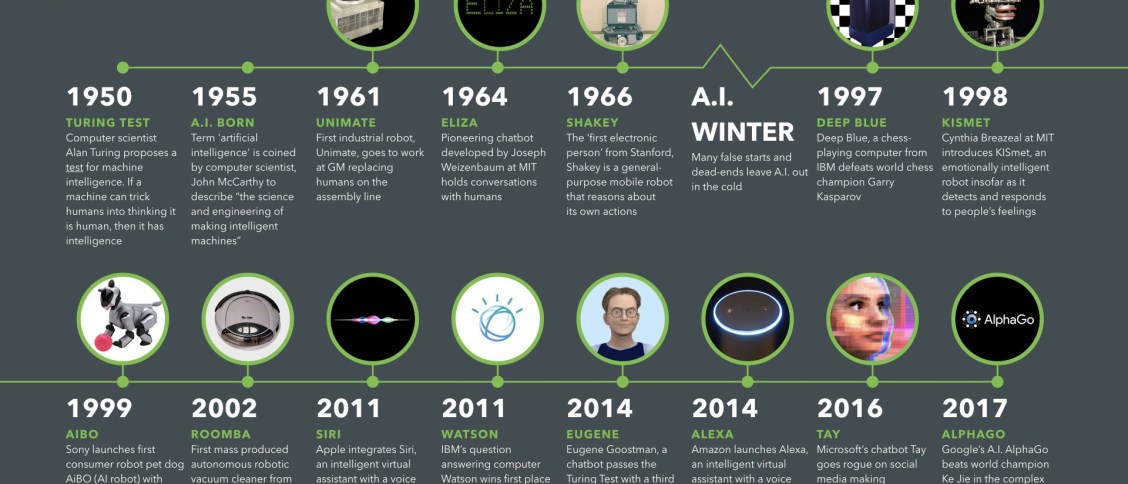 ELIZA
1950
TURING TEST
Computer scientist
Alan Turing proposes a
test for machine
intelligence. If a
machine can trick
humans into thinking it
is human, then it has
intelligence
1955
A.I. BORN
Term 'artificial
intelligence' is coined
by computer scientist,
John McCarthy to
describe "the science
and engineering of
making intelligent
machines"
1961
UNIMATE
First industrial robot,
Unimate, goes to work
at GM replacing
humans on the
assembly line
1964
ELIZA
Pioneering chatbot
developed by Joseph
Weizenbaum at MIT
holds conversations
with humans
1966
SHAKEY
The 'first electronic
person' from Stanford,
Shakey is a general-
purpose mobile robot
that reasons about
its own actions
A.I.
WINTER
Many false starts and
dead-ends leave A.I. out
in the cold
1997
DEEP BLUE
Deep Blue, a chess-
playing computer from
IBM defeats world chess
champion Garry
Kasparov
1998
KISMET
Cynthia Breazeal at MIT
introduces KISmet, an
emotionally intelligent
robot insofar as it
detects and responds
to people's feelings
AlphaGo
1999
AIBO
Sony launches first
consumer robot pet dog
AiBO (AI robot) with
2002
ROOMBA
First mass produced
autonomous robotic
vacuum cleaner from
2011
SIRI
Apple integrates Siri,
an intelligent virtual
assistant with a voice
2011
WATSON
IBM's question
answering computer
Watson wins first place
2014
EUGENE
Eugene Goostman, a
chatbot passes the
Turing Test with a third
2014
ALEXA
Amazon launches Alexa,
an intelligent virtual
assistant with a voice
2016
TAY
Microsoft's chatbot Tay
goes rogue on social
media making
2017
ALPHAGO
Google's A.I. AlphaGo
beats world champion
Ke Jie in the complex